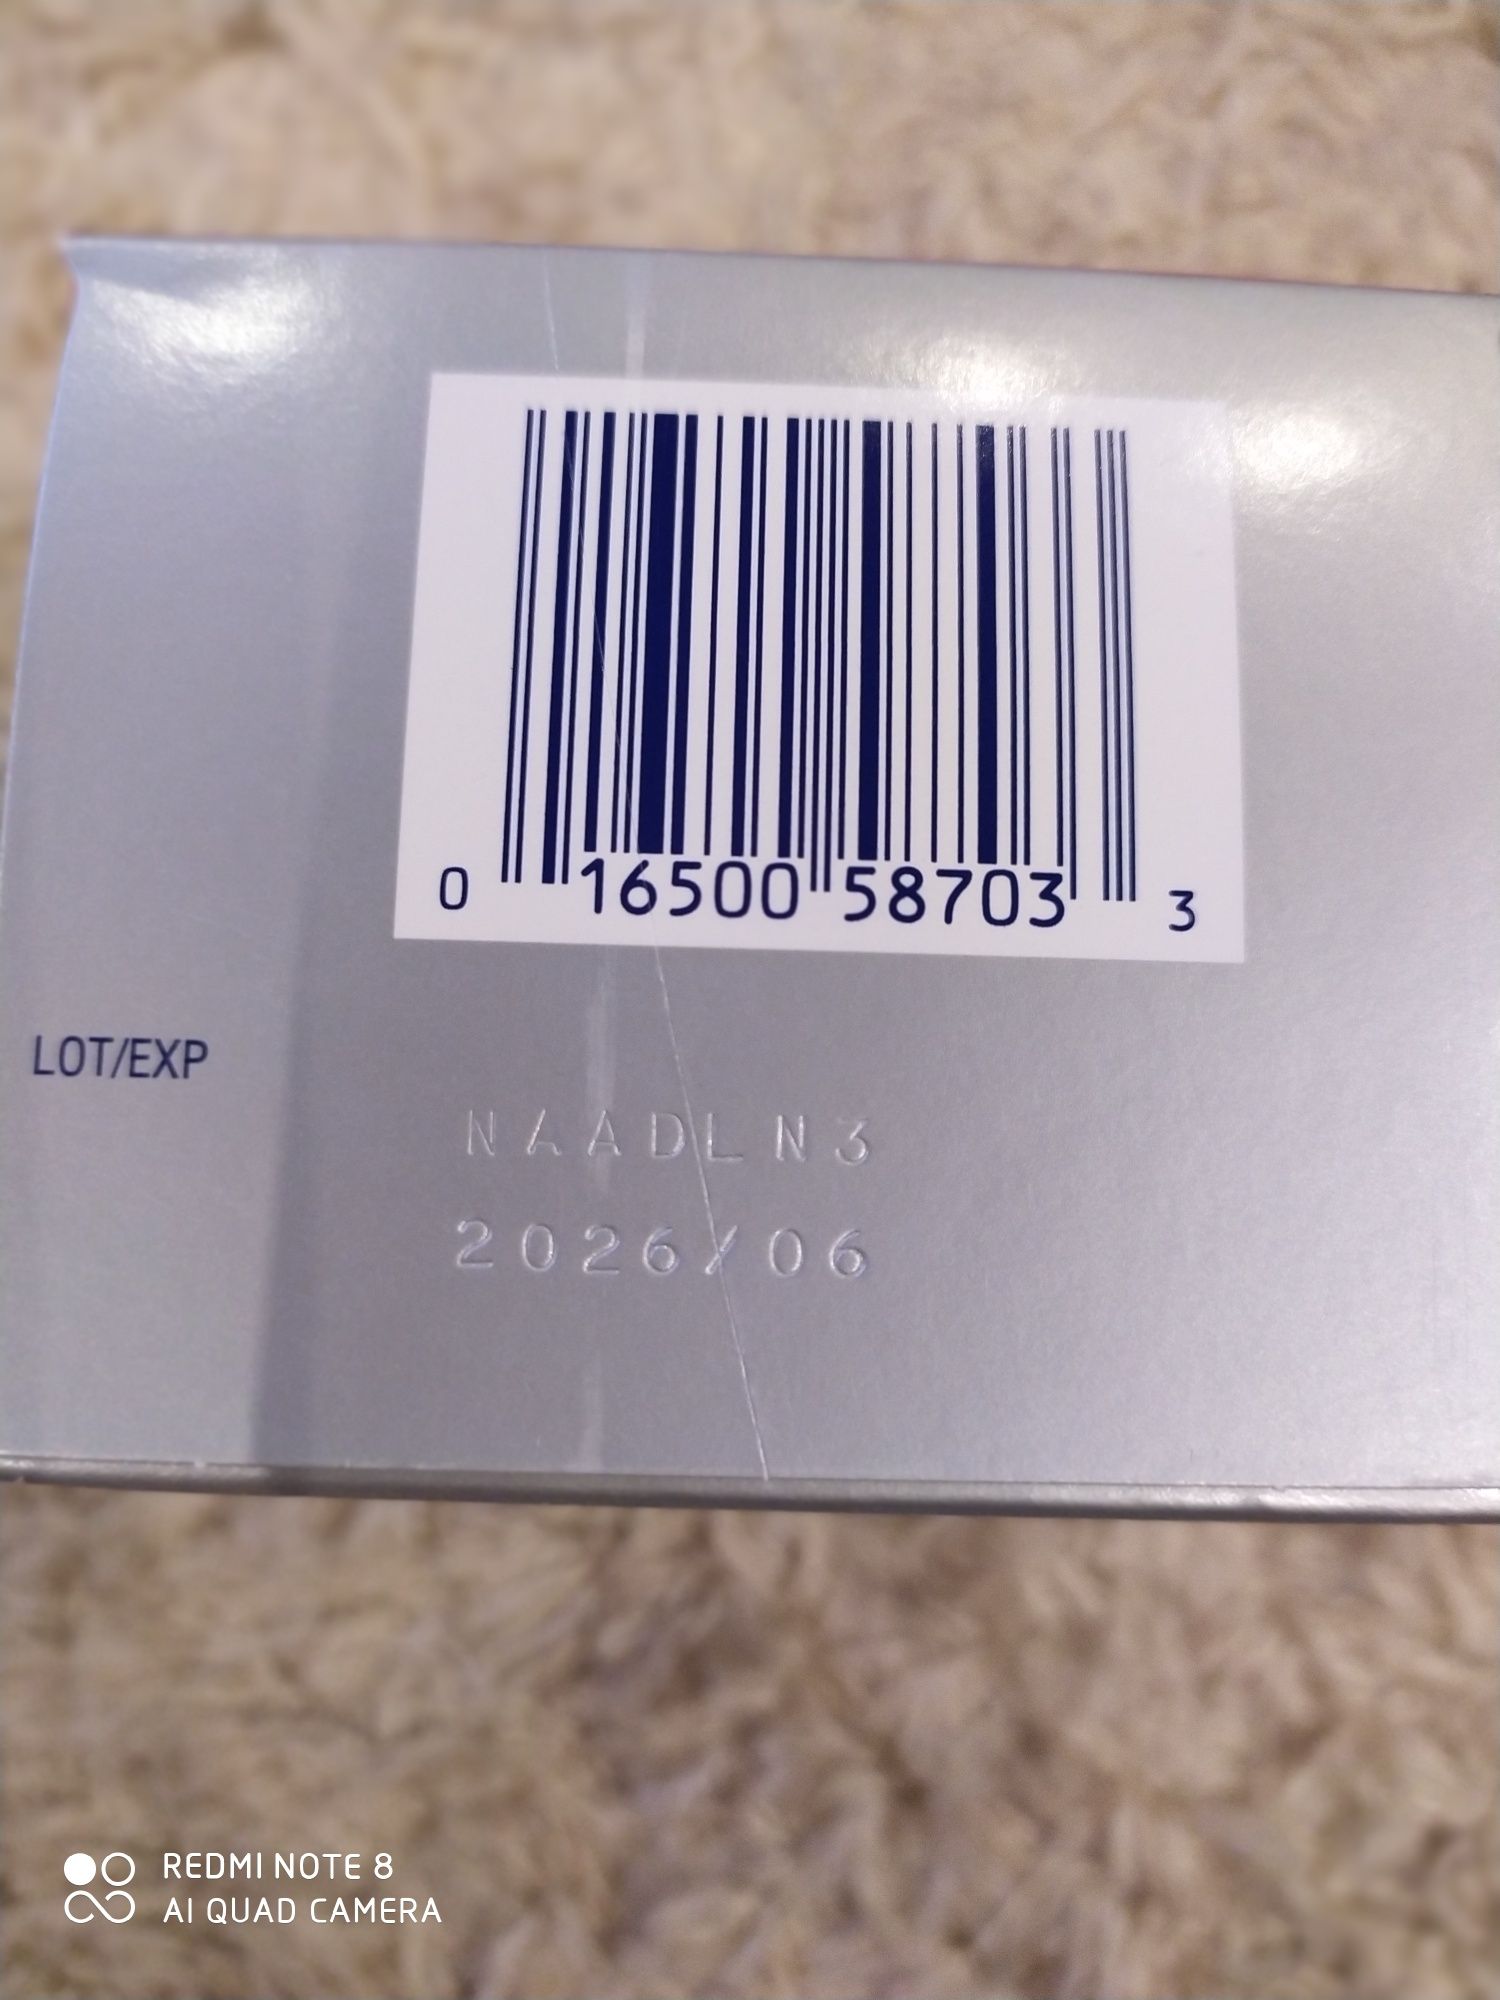 0 16500 58703 3
LOT/EXP
NAADLN3
2026/06
REDMI NOTE 8
AI QUAD CAMERA